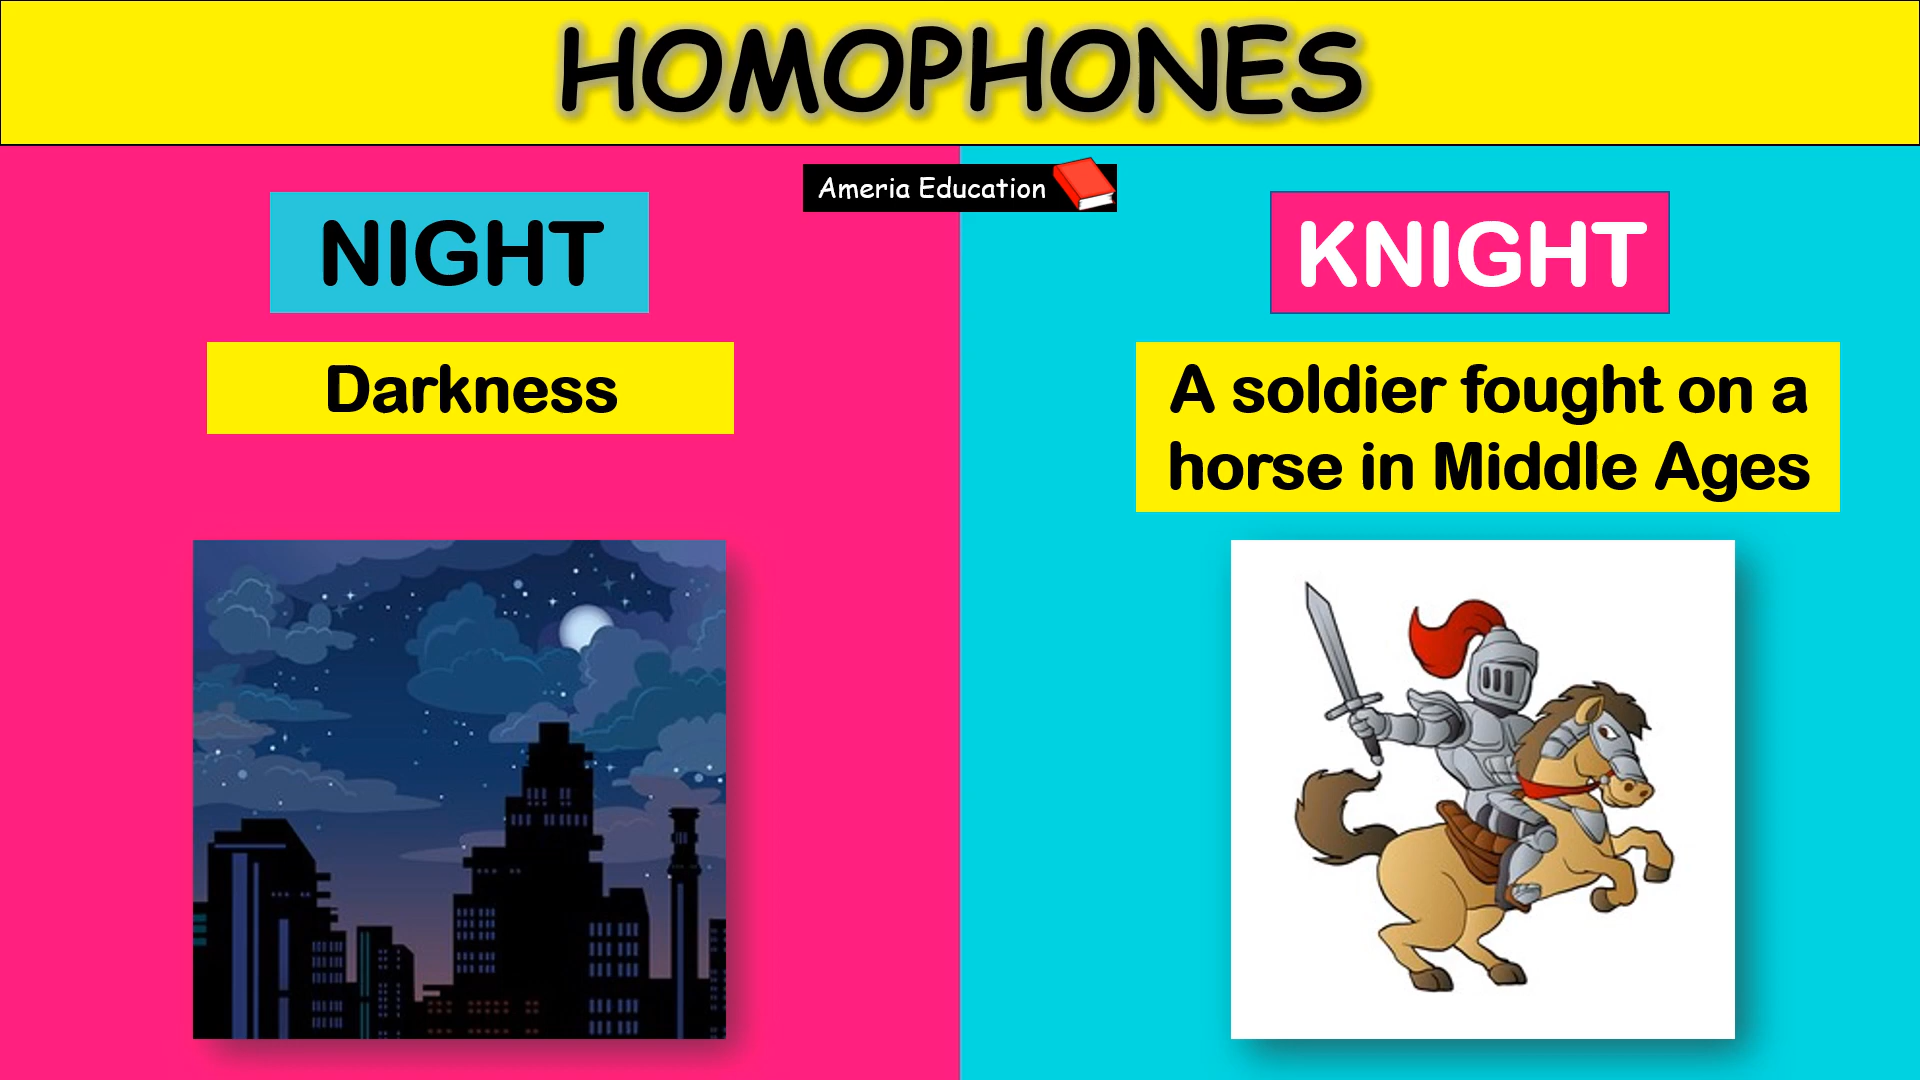 HOMOPHONES
Ameria Education
NIGHT
Darkness
KNIGHT
A soldier fought on a
horse in Middle Ages